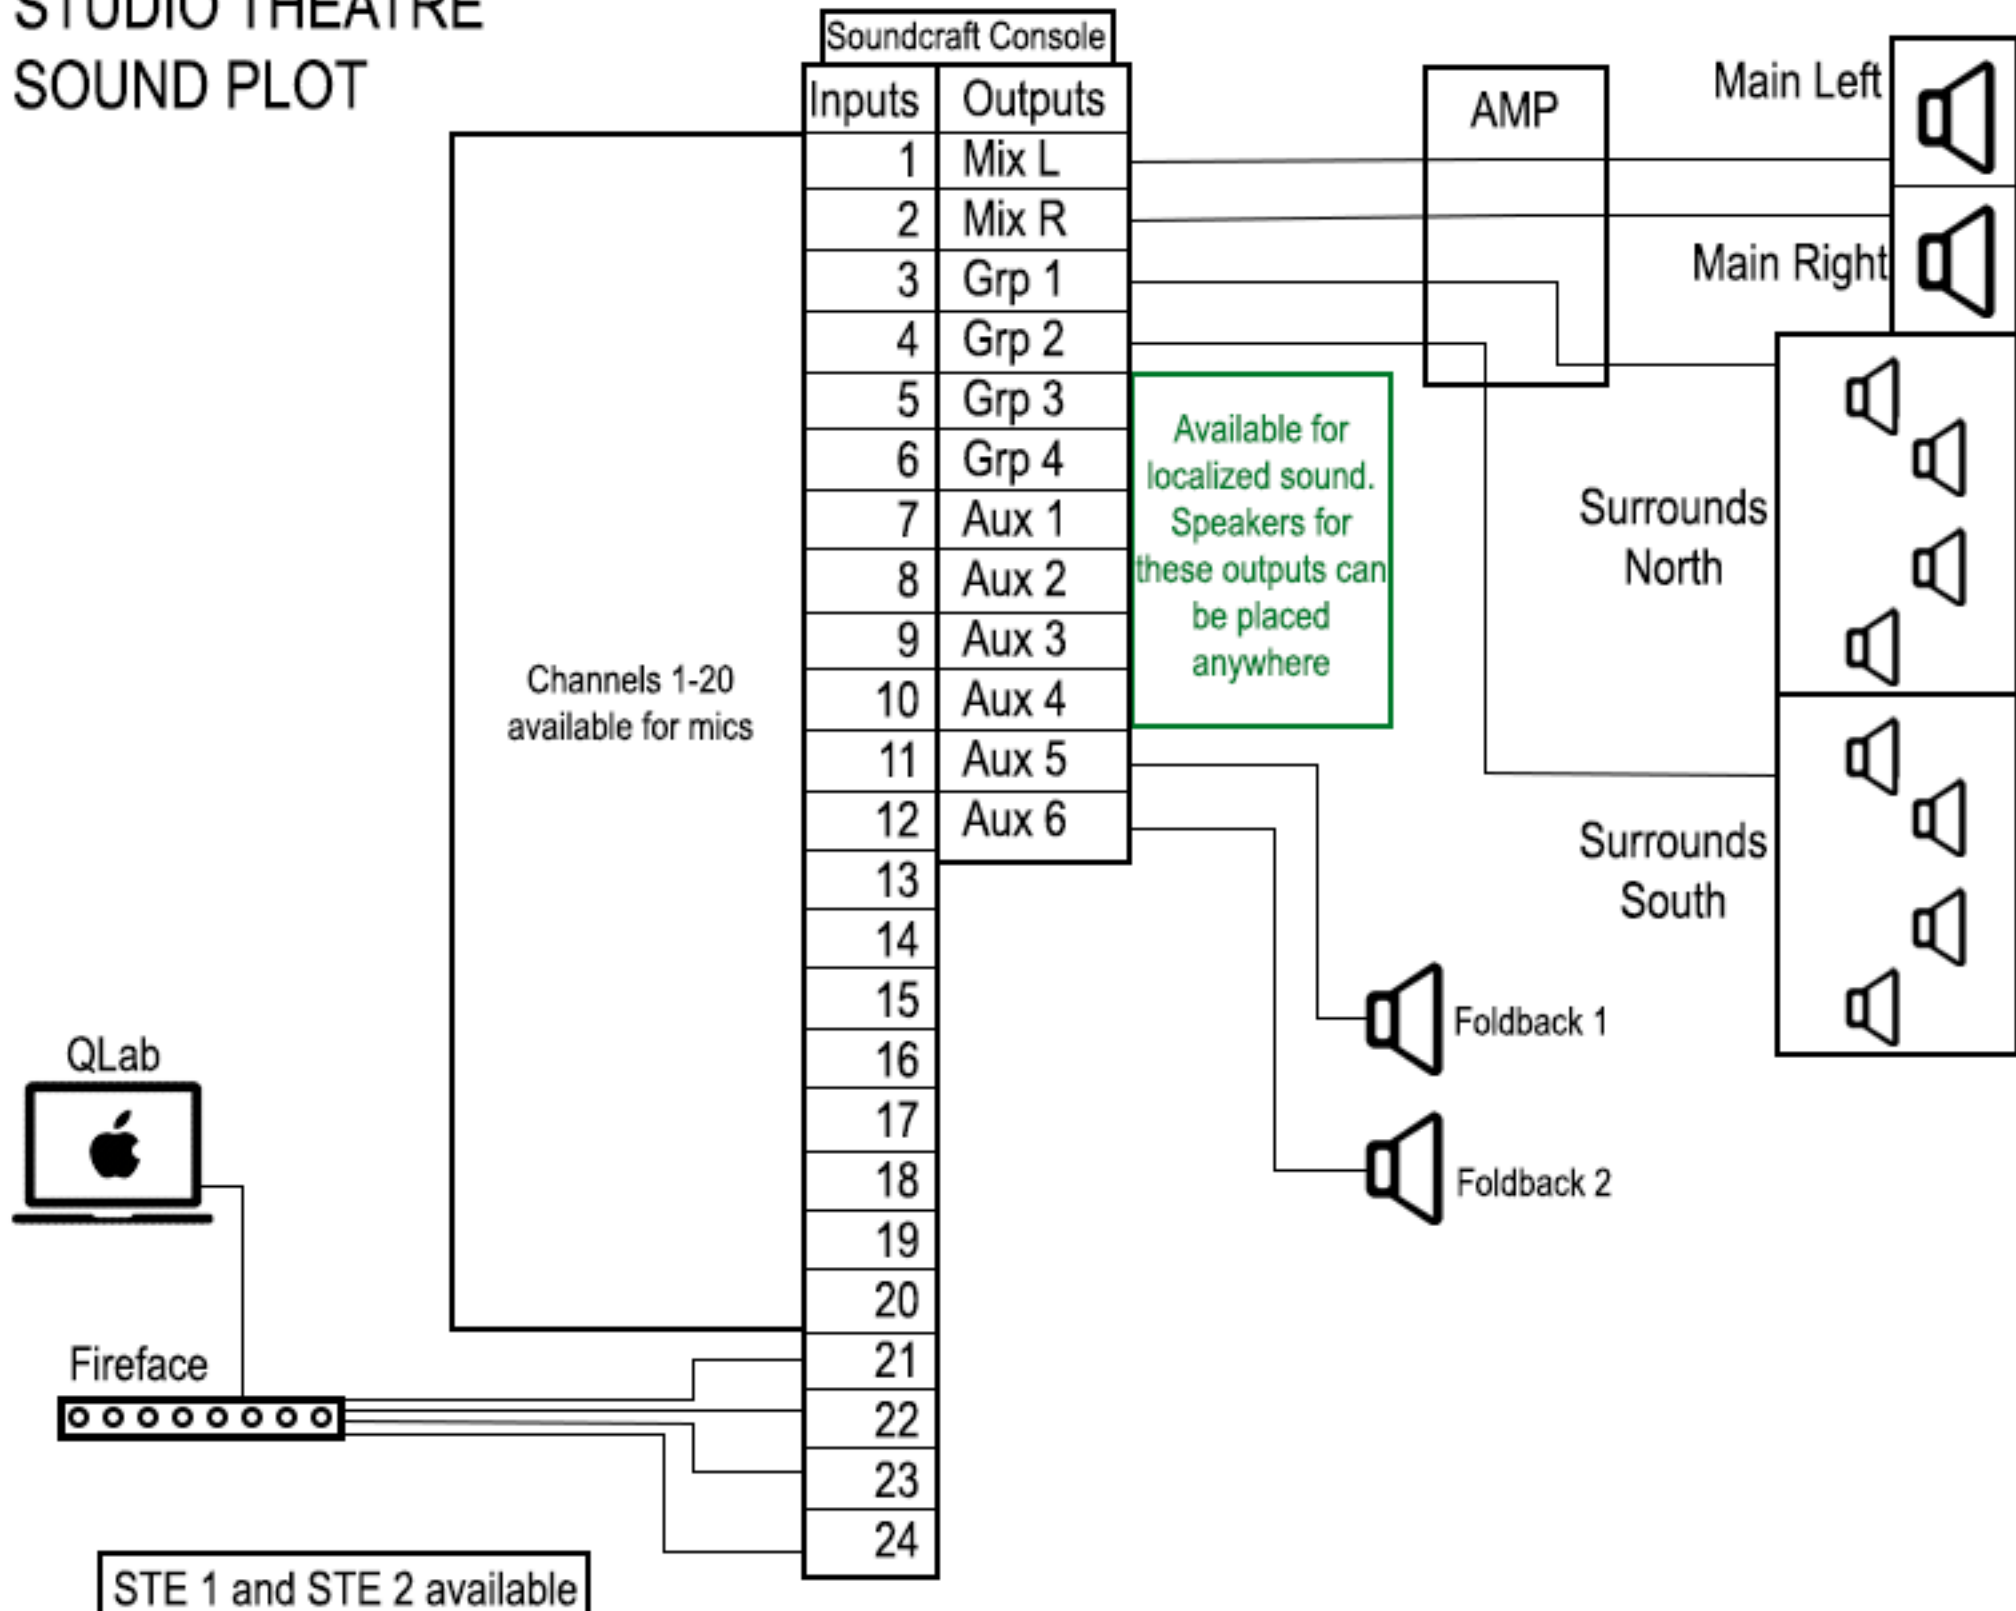 STUDIO THEATRE
SOUND PLOT
Soundcraft Console
Inputs Outputs
1 Mix L
2 Mix R
3 Grp 1
4 Grp 2
5 Grp 3
6 Grp 4
7 Aux 1
8 Aux 2
9 Aux 3
10 Aux 4
11 Aux 5
12 Aux 6
13
14
15
16
17
18
19
20
21
22
23
24
Channels 1-20
available for mics
QLab
Fireface
STE 1 and STE 2 available
Available for
localized sound.
Speakers for
these outputs can
be placed
anywhere
AMP
Main Left
Main Right
Surrounds
North
Surrounds
South
Foldback 1
Foldback 2